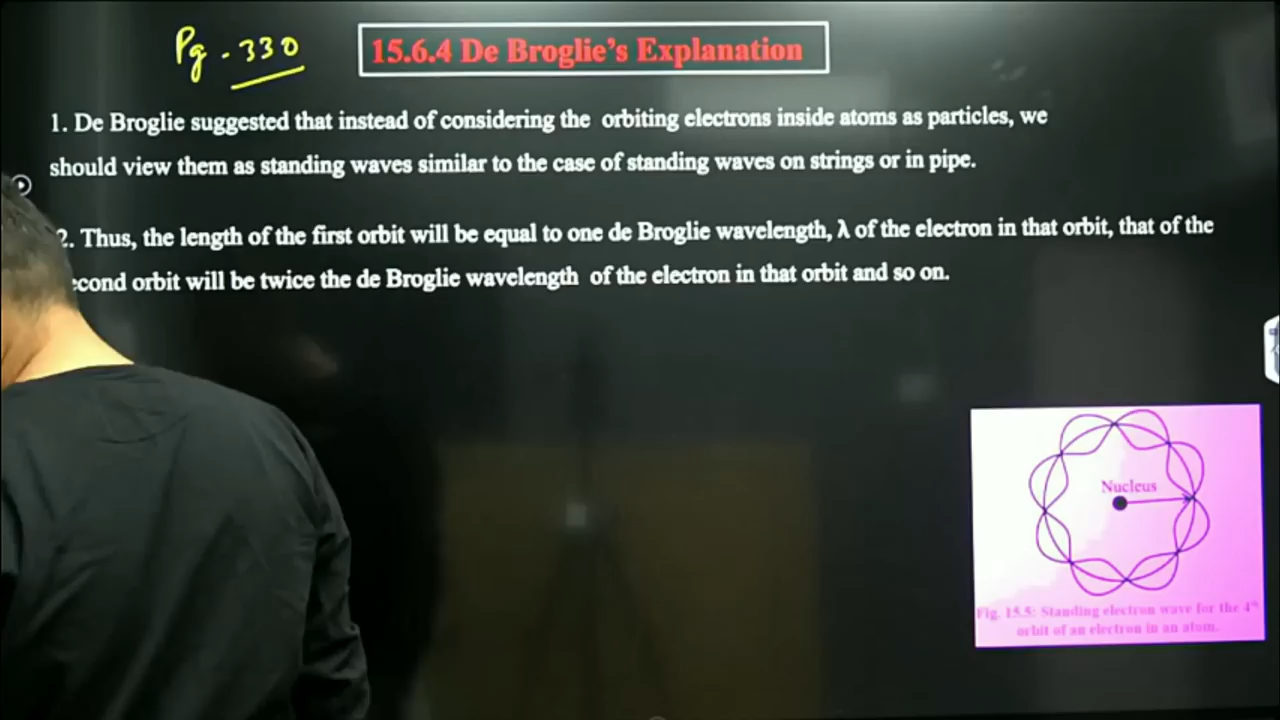 Pg - 330
15.6.4 De Broglie's Explanation
1. De Broglie suggested that instead of considering the orbiting electrons inside atoms as particles, we
should view them as standing waves similar to the case of standing waves on strings or in pipe.
2. Thus, the length of the first orbit will be equal to one de Broglie wavelength, λ of the electron in that orbit, that of the
econd orbit will be twice the de Broglie wavelength of the electron in that orbit and so on.
Nucleus
Fig. 15.5: Standing electron wave for the 4th
orbit of an electron in an atom.